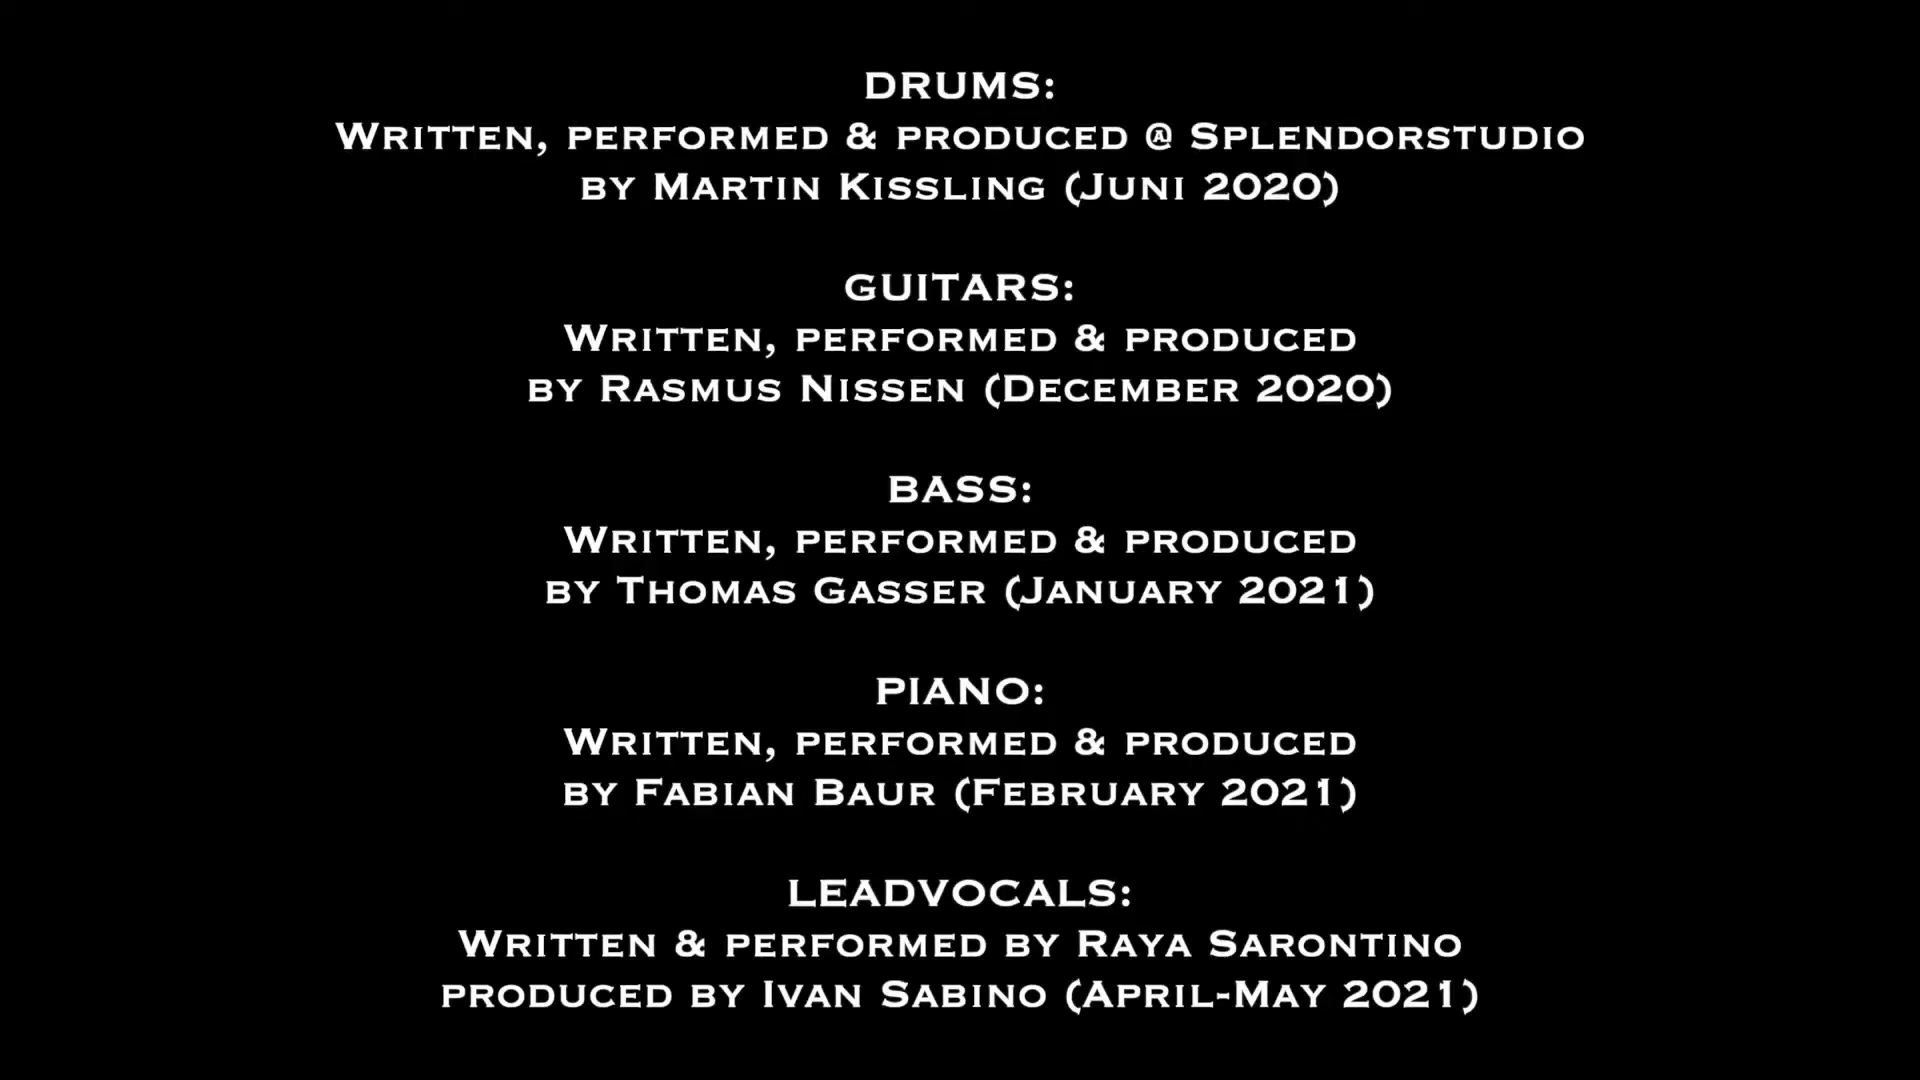 DRUMS:
WRITTEN, PERFORMED & PRODUCED @ SPLENDORSTUDIO
BY MARTIN KISSLING (JUNI 2020)
GUITARS:
WRITTEN, PERFORMED & PRODUCED
BY RASMUS NISSEN (DECEMBER 2020)
BASS:
WRITTEN, PERFORMED & PRODUCED
BY THOMAS GASSER (JANUARY 2021)
PIANO:
WRITTEN, PERFORMED & PRODUCED
BY FABIAN BAUR (FEBRUARY 2021)
LEADVOCALS:
WRITTEN & PERFORMED BY RAYA SARONTINO
PRODUCED BY IVAN SABINO (APRIL-MAY 2021)